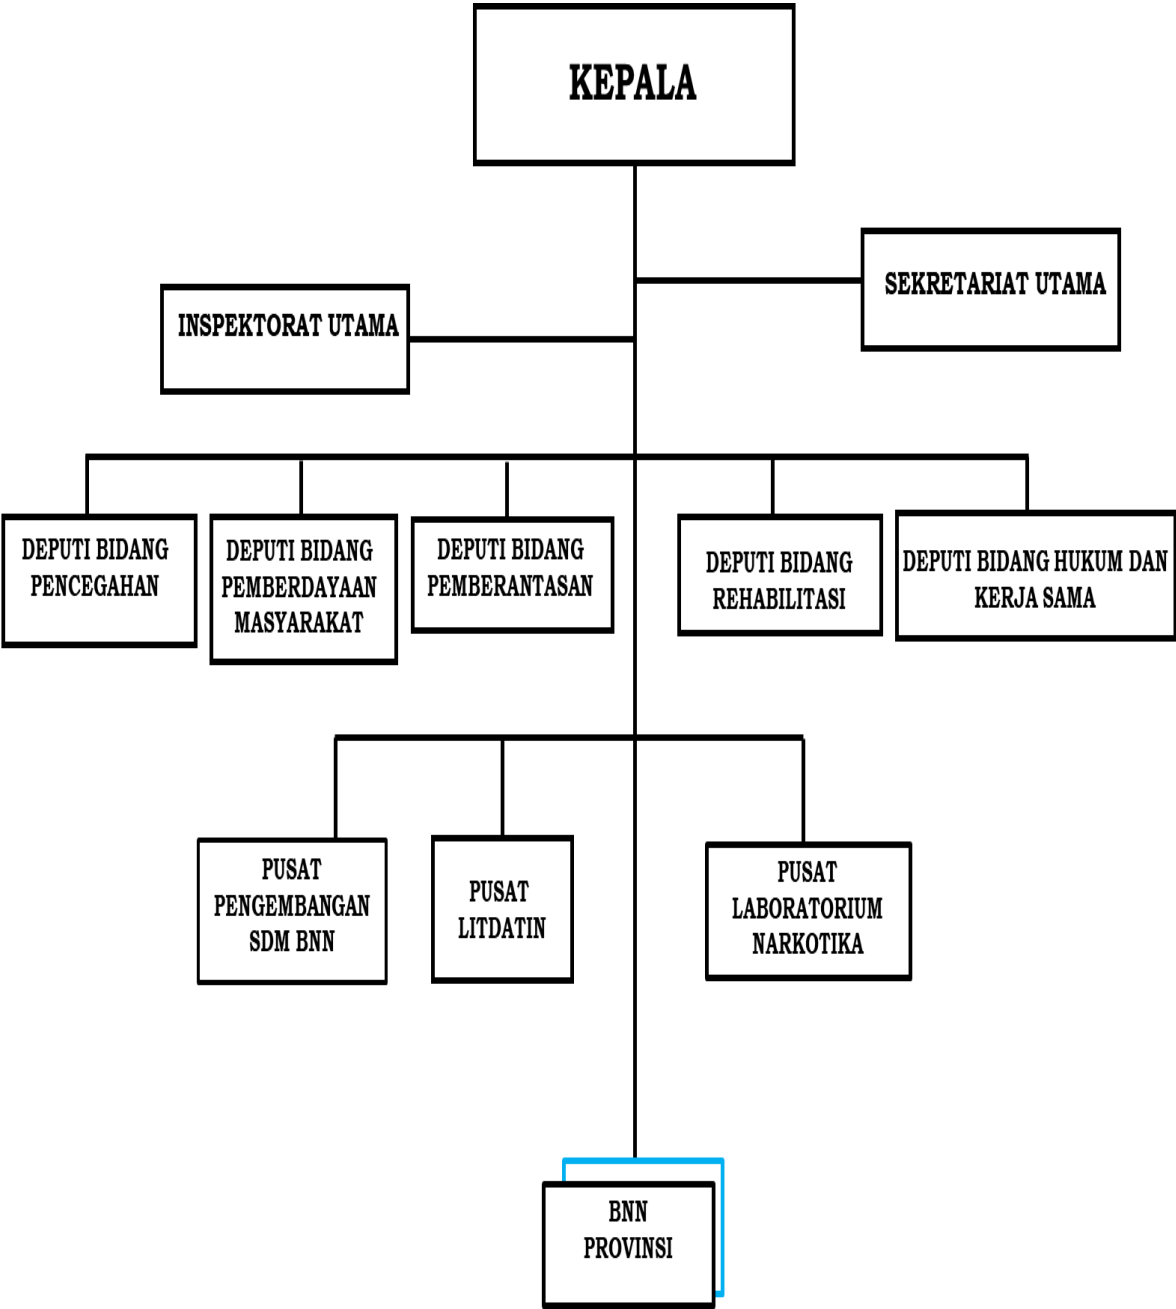 KEPALA
SEKRETARIAT UTAMA
INSPEKTORAT UTAMA
DEPUTI BIDANG
PENCEGAHAN
DEPUTI BIDANG
PEMBERDAYAAN
MASYARAKAT
DEPUTI BIDANG
PEMBERANTASAN
DEPUTI BIDANG
REHABILITASI
DEPUTI BIDANG HUKUM DAN
KERJA SAMA
PUSAT
PENGEMBANGAN
SDM BNN
PUSAT
LITDATIN
PUSAT
LABORATORIUM
NARKOTIKA
BNN
PROVINSI